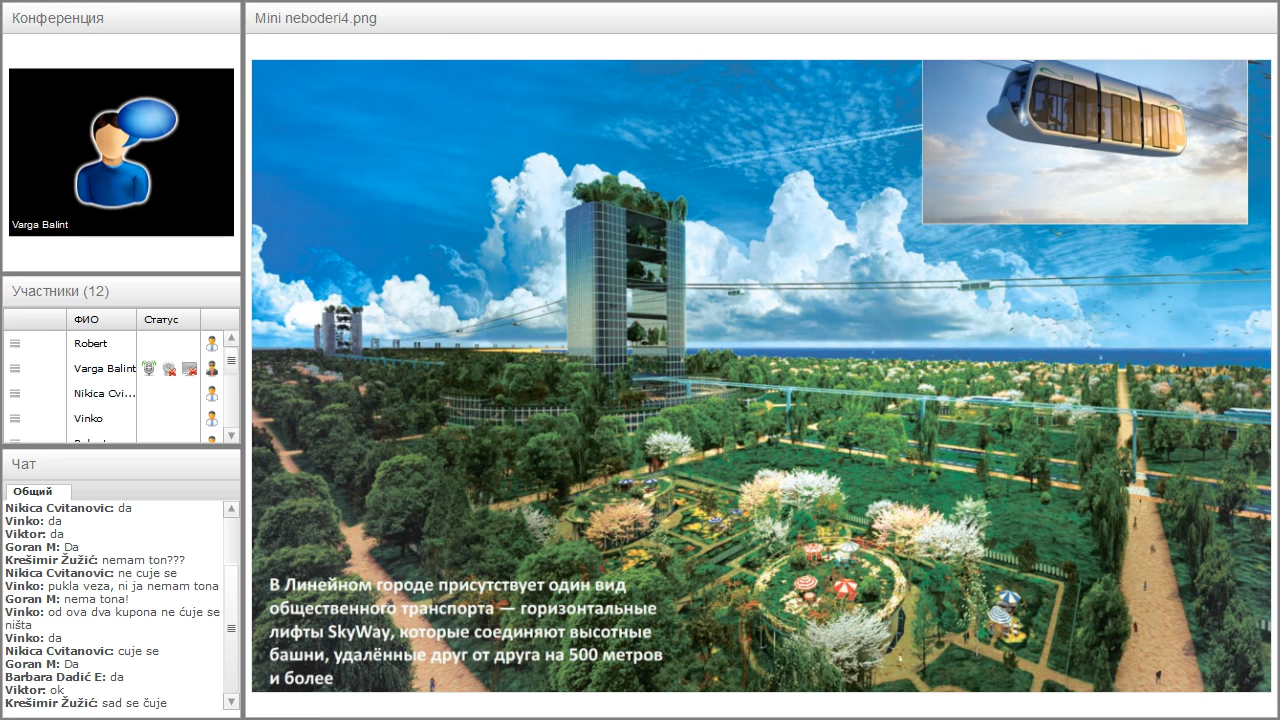 Конференция
Varga Balint
Участники (12)
ФИО
Статус
Robert
Varga Balint
Nikica Cvi...
Vinko
Чат
Общий
Nikica Cvitanovic: da
Vinko: da
Viktor: da
Goran M: Da
Krešimir Žužić: nemam ton???
Nikica Cvitanovic: ne cuje se
Vinko: pukla veza, ni ja nemam tona
Goran M: nema tona!
Vinko: od ova dva kupona ne ćuje se
ništa
Vinko: da
Nikica Cvitanovic: cuje se
Goran M: Da
Barbara Dadić E: da
Viktor: ok
Krešimir Žužić: sad se čuje
Mini neboderi4.png
В Линейном городе присутствует один вид
общественного транспорта — горизонтальные
лифты SkyWay, которые соединяют высотные
башни, удалённые друг от друга на 500 метров
и более